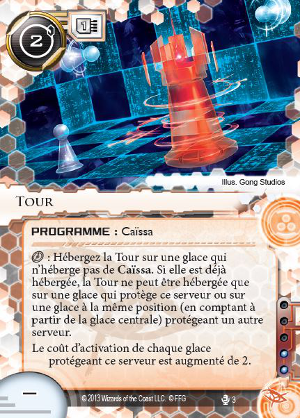 2
1
Illus. Gong Studios
TOUR
PROGRAMME : Caïssa
: Hébergez la Tour sur une glace qui
n'héberge pas de Caïssa. Si elle est déjà
hébergée, la Tour ne peut être hébergée que
sur une glace qui protège ce serveur ou sur
une glace à la même position (en comptant à
partir de la glace centrale) protégeant un autre
serveur.
Le coût d'activation de chaque glace
protégeant ce serveur est augmenté de 2.
–
©2013 Wizards of the Coast LLC. ©FFG
3